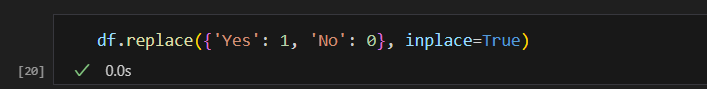 df.replace({'Yes': 1, 'No': 0}, inplace=True)
[20] 0.0s